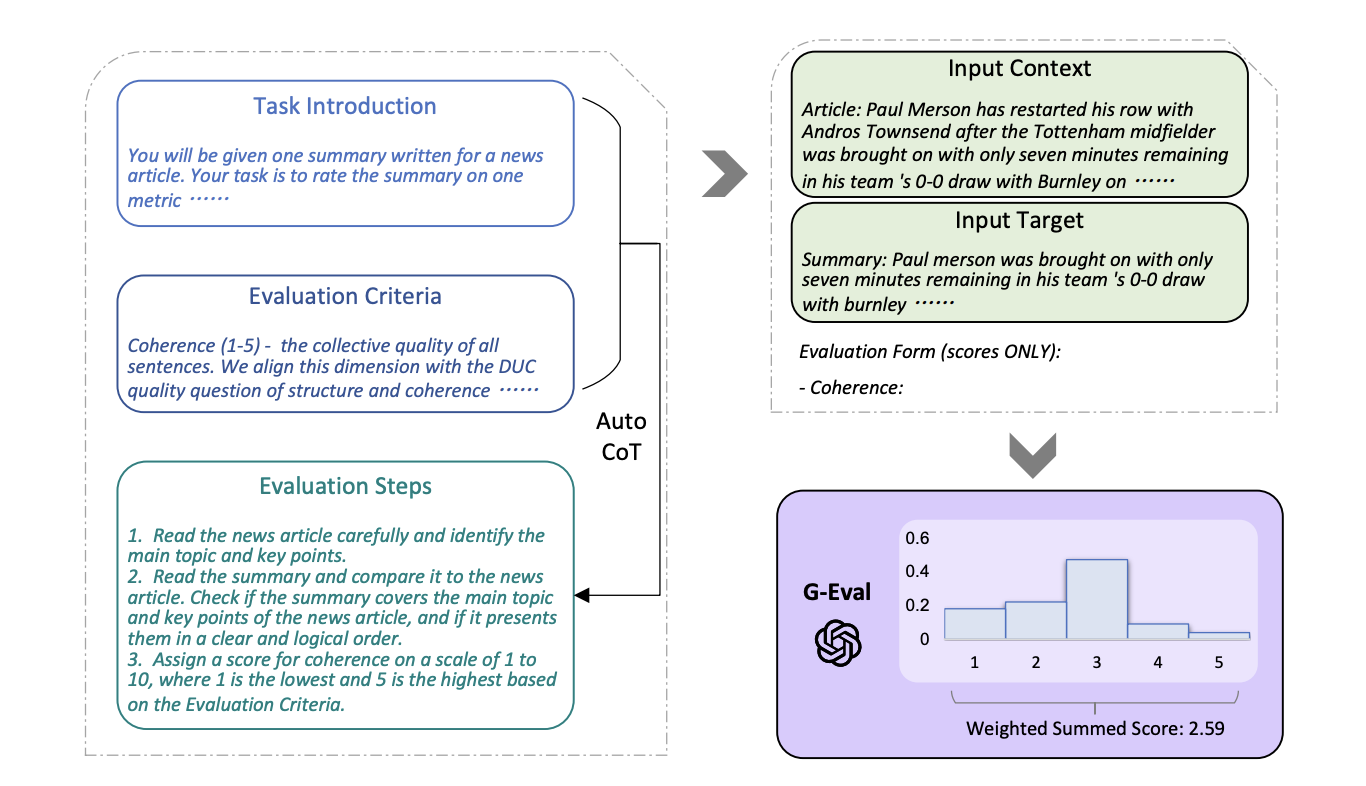 Task Introduction
You will be given one summary written for a news
article. Your task is to rate the summary on one
metric ······
Evaluation Criteria
Coherence (1-5) -  the collective quality of all
sentences. We align this dimension with the DUC
quality question of structure and coherence ······
Auto
CoT
Evaluation Steps
1.  Read the news article carefully and identify the
main topic and key points.
2.  Read the summary and compare it to the news
article. Check if the summary covers the main topic
and key points of the news article, and if it presents
them in a clear and logical order.
3.  Assign a score for coherence on a scale of 1 to
10, where 1 is the lowest and 5 is the highest based
on the Evaluation Criteria.
Input Context
Article: Paul Merson has restarted his row with
Andros Townsend after the Tottenham midfielder
was brought on with only seven minutes remaining
in his team 's 0-0 draw with Burnley on ······
Input Target
Summary: Paul merson was brought on with only
seven minutes remaining in his team 's 0-0 draw
with burnley ······
Evaluation Form (scores ONLY):
- Coherence:
G-Eval
0.6
0.4
0.2
0
1 2 3 4 5
Weighted Summed Score: 2.59